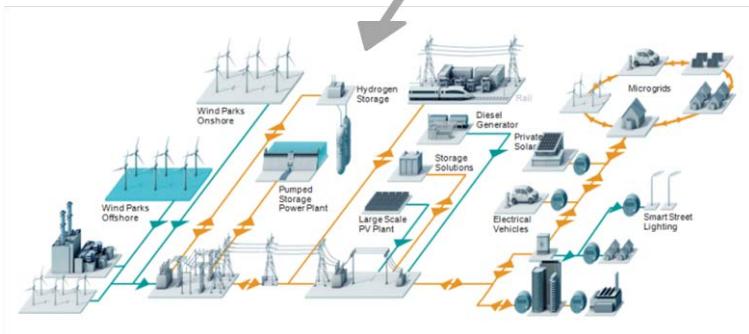 Wind Parks
Onshore
Hydrogen
Storage
Rail
Microgrids
Diesel
Generator
Private
Solar
Storage
Solutions
Wind Parks
Offshore
Pumped
Storage
Power Plant
Large Scale
PV Plant
Electrical
Vehicles
Smart Street
Lighting